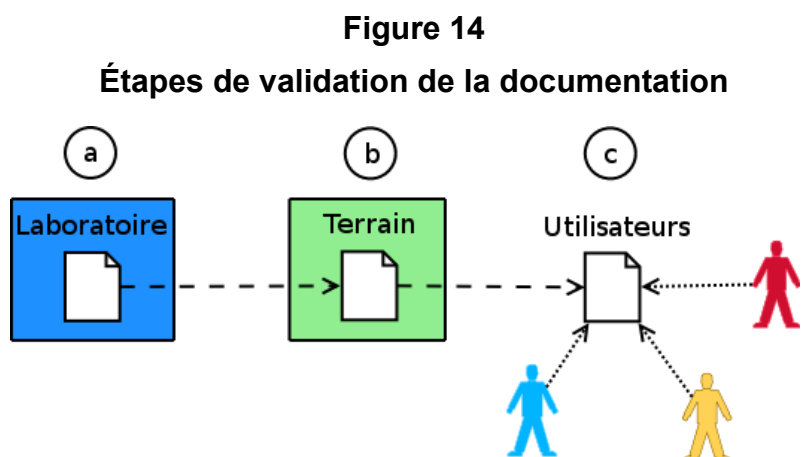 Figure 14
Étapes de validation de la documentation
a
b
c
Laboratoire
Terrain
Utilisateurs